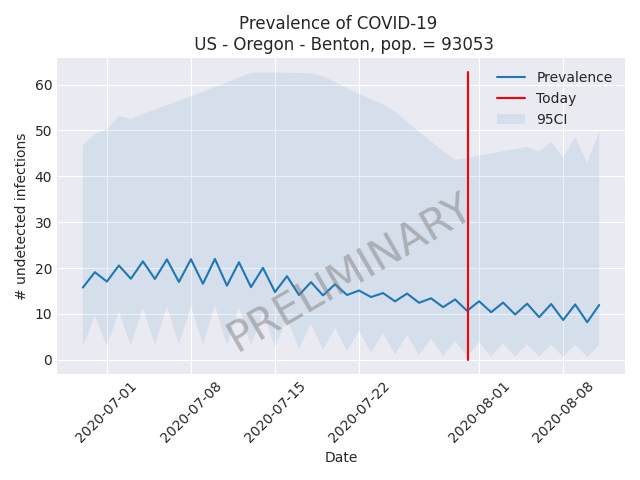 Prevalence of COVID-19
US - Oregon - Benton, pop. = 93053
# undetected infections
60
50
40
30
20
10
0
Prevalence
Today
95CI
PRELIMINARY
2020-07-01
2020-07-08
2020-07-15
2020-07-22
2020-08-01
2020-08-08
Date